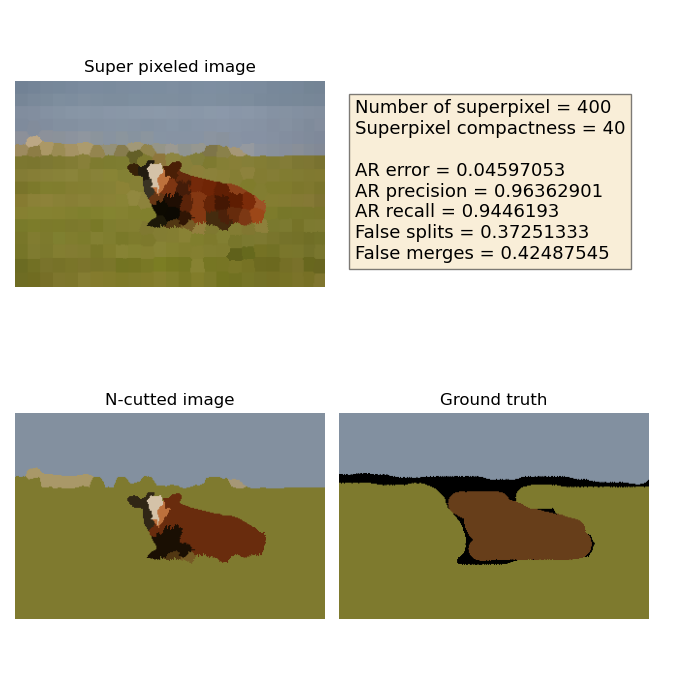 Super pixeled image
Number of superpixel = 400
Superpixel compactness = 40
AR error = 0.04597053
AR precision = 0.96362901
AR recall = 0.9446193
False splits = 0.37251333
False merges = 0.42487545
N-cutted image
Ground truth